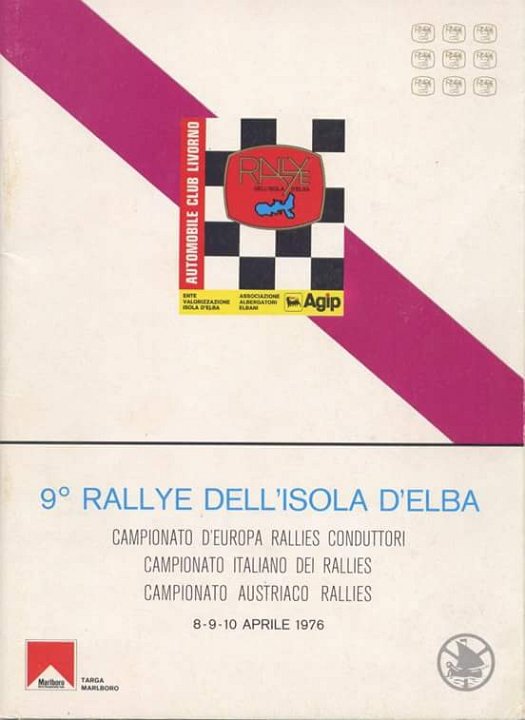 AUTOMOBILE CLUB LIVORNO
RALLYE
DELL'ISOLA D'ELBA
ENTE
VALORIZZAZIONE
ISOLA D'ELBA
ASSOCIAZIONE
ALBERGATORI
ELBANI
Agip
9° RALLYE DELL'ISOLA D'ELBA
CAMPIONATO D'EUROPA RALLIES CONDUTTORI
CAMPIONATO ITALIANO DEI RALLIES
CAMPIONATO AUSTRIACO RALLIES
8-9-10 APRILE 1976
Marlboro
TARGA
MARLBORO